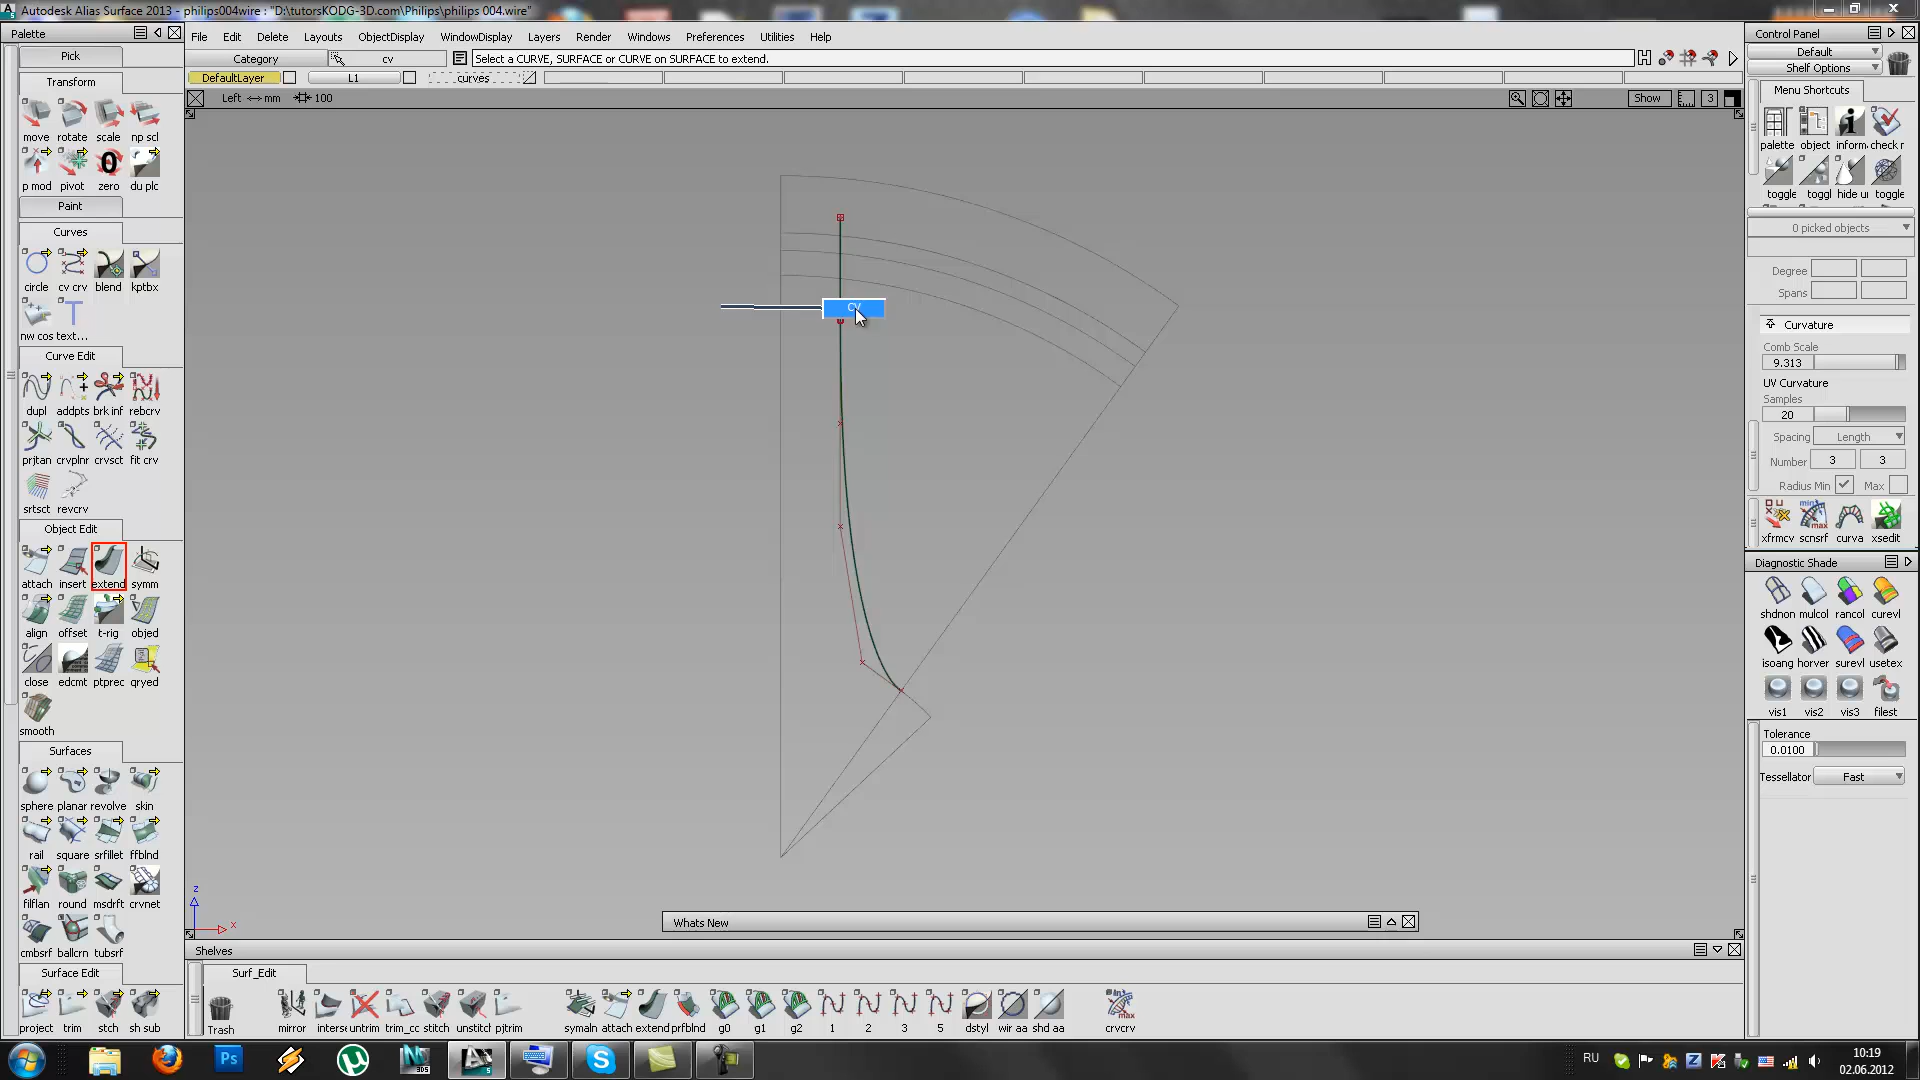 Autodesk Alias Surface 2013 - philips004wire : "D:\tutorsKODG-3D.com\Philips\philips 004.wire"
Palette
Pick
Transform
move rotate scale np scl
p mod pivot zero du plc
Paint
Curves
circle cv crv blend kptbx
nw cos text...
Curve Edit
dupl addpts brk inf rebcrv
prjtan crvplnr crvsct fit crv
srtsct revcrv
Object Edit
attach insert extend symm
align offset t-rig objed
close edcmt ptprec qryed
smooth
Surfaces
sphere planar revolve skin
rail square srfillet ffblnd
filflan round msdrft crvnet
cmbsrf ballcrn tubsrf
Surface Edit
project trim stch sh sub
File Edit Delete Layouts ObjectDisplay WindowDisplay Layers Render Windows Preferences Utilities Help
Category cv Select a CURVE, SURFACE or CURVE on SURFACE to extend.
DefaultLayer L1 curves
Left mm 100
Show 3
CV
z
x
Whats New
Shelves
Surf_Edit
Trash mirror interse untrim trim_cc stitch unstitch pjtrim symaln attach extend prfblnd g0 g1 g2 1 2 3 5 dstyl wir aa shd aa crvcrv
Control Panel
Default
Shelf Options
Menu Shortcuts
palette object inform. check r
toggle toggl hide u toggle
0 picked objects
Degree
Spans
Curvature
Comb Scale
9.313
UV Curvature
Samples
20
Spacing Length
Number 3 3
Radius Min Max
min
max
xfrmcv scnsrf curva xsedit
Diagnostic Shade
shdnon mulcol rancol curevl
isoang horver surevl usetex
vis1 vis2 vis3 filest
Tolerance
0.0100
Tessellator Fast
Ps
RU
10:19
02.06.2012